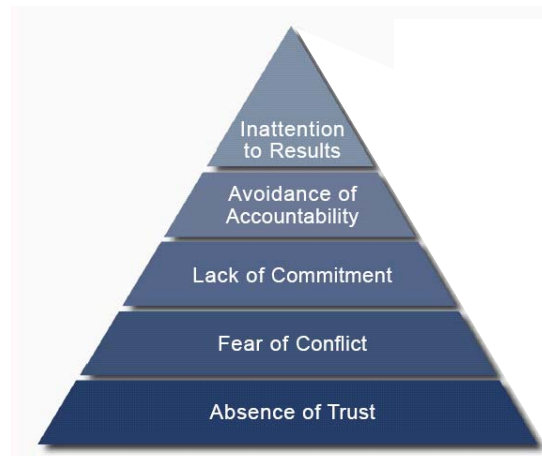 Inattention
to Results
Avoidance of
Accountability
Lack of Commitment
Fear of Conflict
Absence of Trust